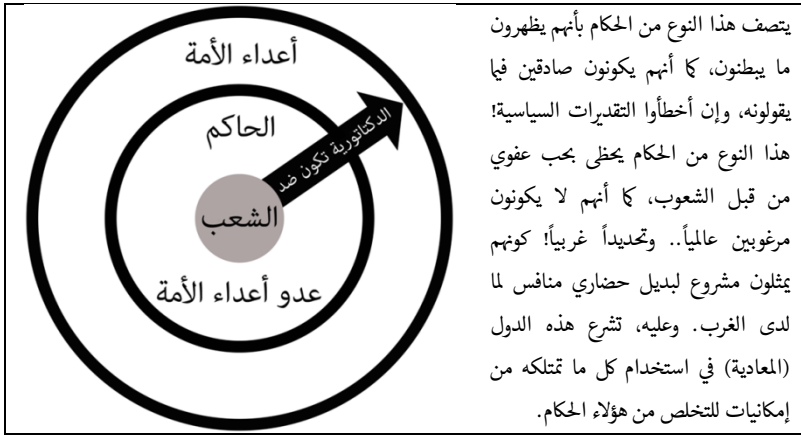 يتصف هذا النوع من الحكام بأنهم يظهرون
ما يبطنون، كما أنهم يكونون صادقين فيما
يقولونه، وإن أخطأوا التقديرات السياسية!
هذا النوع من الحكام يحظى بحب عفوي
من قبل الشعوب، كما أنهم لا يكونون
مرغوبين عالمياً.. وتحديداً غربياً! كونهم
يمثلون مشروع لبديل حضاري منافس لما
لدى الغرب. وعليه، تشرع هذه الدول
(المعادية) في استخدام كل ما تمتلكه من
إمكانيات للتخلص من هؤلاء الحكام.
أعداء الأمة
الحاكم
الدكتاتورية تكون ضد
الشعب
عدو أعداء الأمة